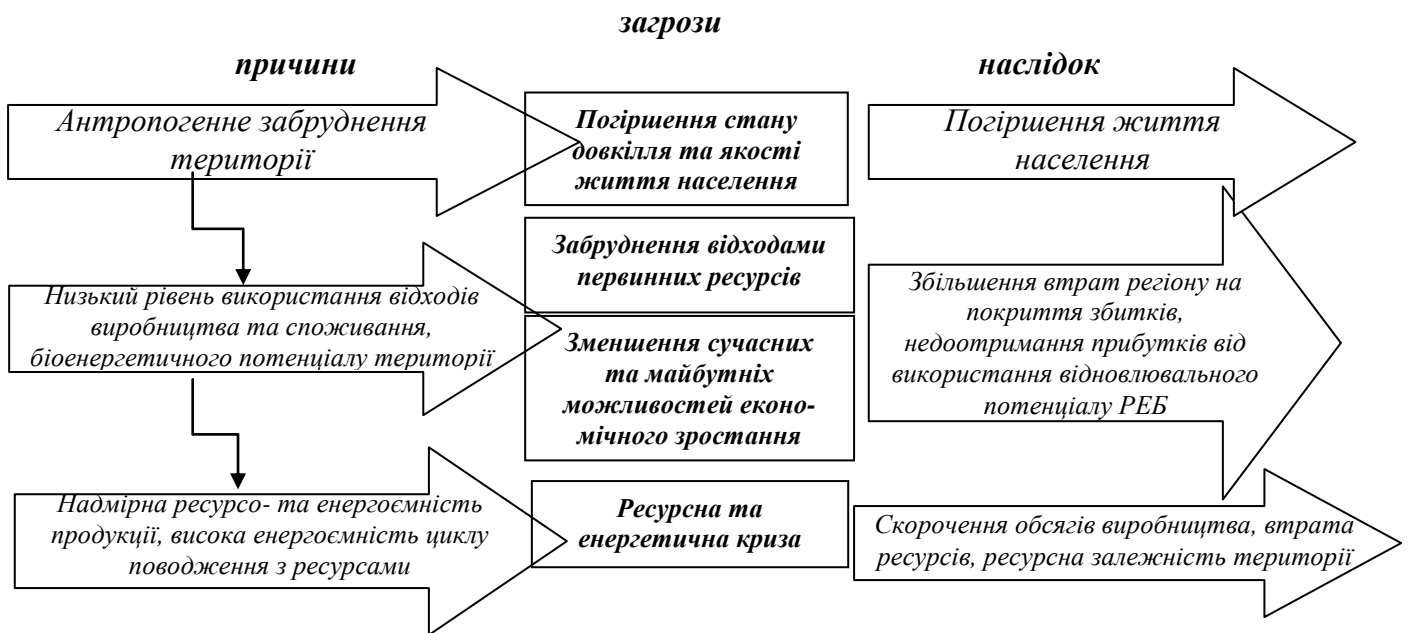 загрози
причини
наслідок
Антропогенне забруднення
території
Погіршення стану
довкілля та якості
життя населення
Погіршення життя
населення
Низький рівень використання відходів
виробництва та споживання,
біоенергетичного потенціалу території
Забруднення відходами
первинних ресурсів
Зменшення сучасних
та майбутніх
можливостей еконо-
мічного зростання
Збільшення втрат регіону на
покриття збитків,
недоотримання прибутків від
використання відновлювального
потенціалу РЕБ
Надмірна ресурсо- та енергоємність
продукції, висока енергоємність циклу
поводження з ресурсами
Ресурсна та
енергетична криза
Скорочення обсягів виробництва, втрата
ресурсів, ресурсна залежність території